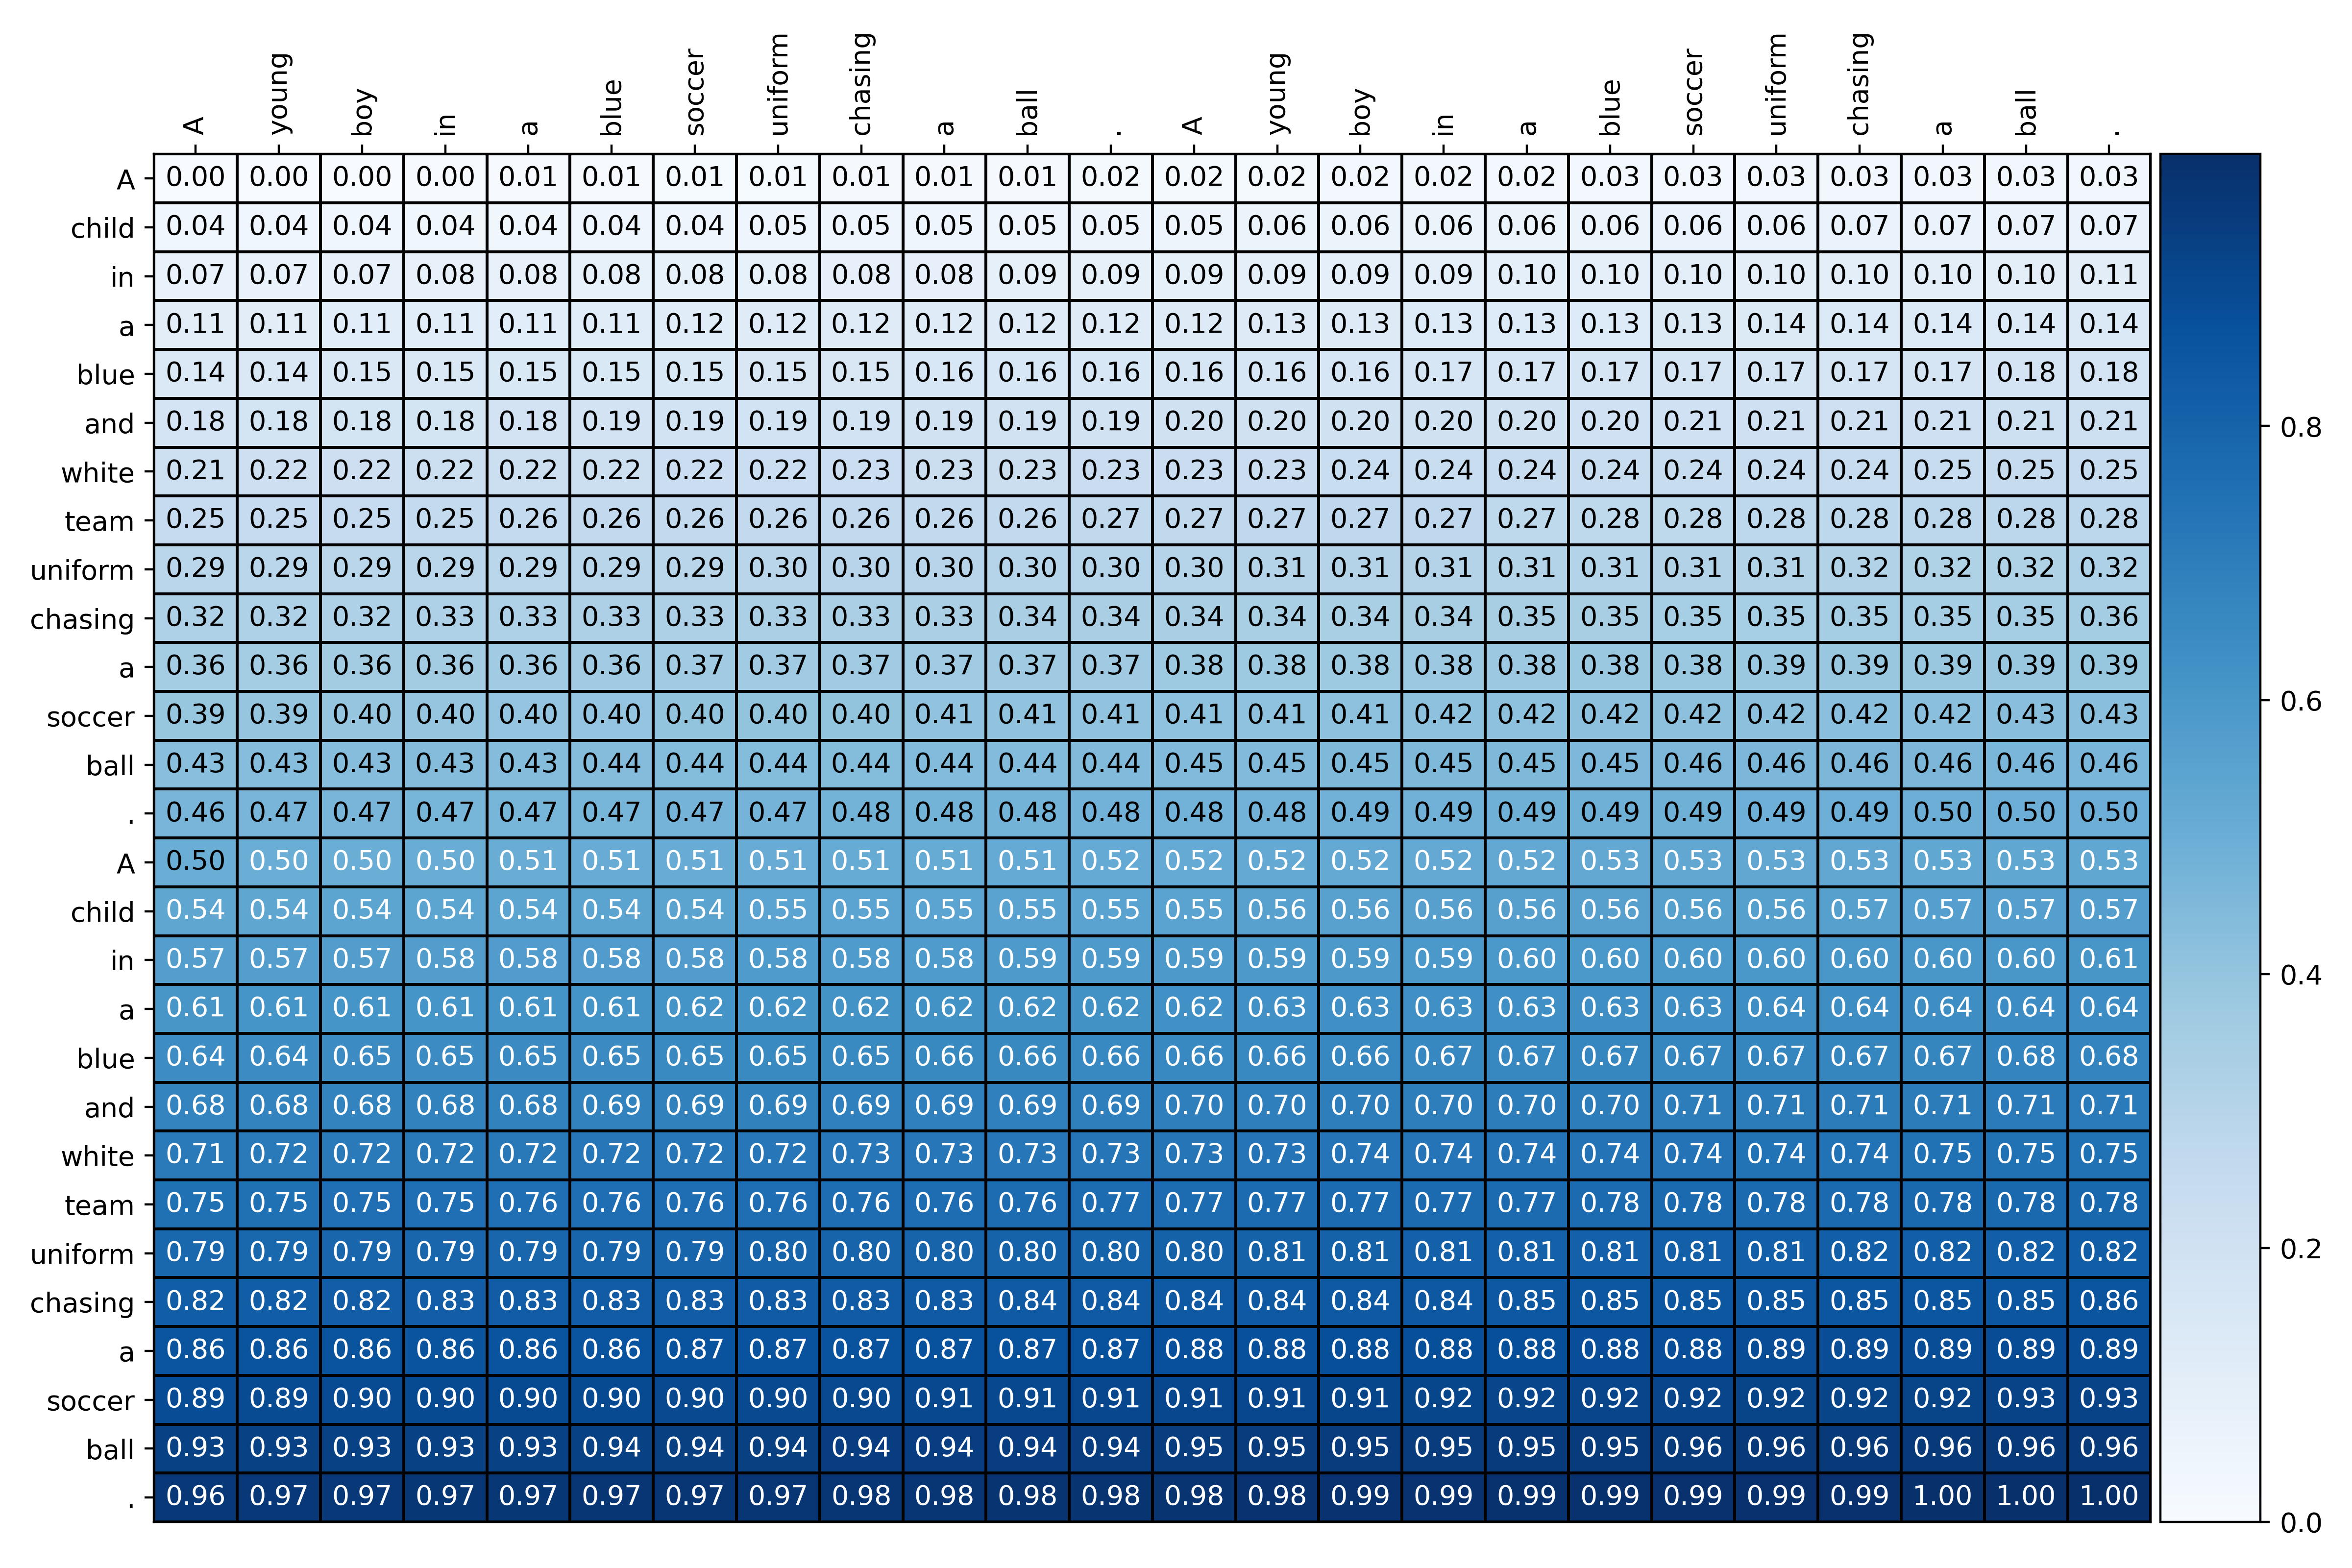 A young boy in a blue soccer uniform chasing a ball . A young boy in a blue soccer uniform chasing a ball .
A 0.00 0.00 0.00 0.00 0.01 0.01 0.01 0.01 0.01 0.01 0.01 0.02 0.02 0.02 0.02 0.02 0.02 0.03 0.03 0.03 0.03 0.03 0.03 0.03
child 0.04 0.04 0.04 0.04 0.04 0.04 0.04 0.05 0.05 0.05 0.05 0.05 0.05 0.06 0.06 0.06 0.06 0.06 0.06 0.06 0.07 0.07 0.07 0.07
in 0.07 0.07 0.07 0.08 0.08 0.08 0.08 0.08 0.08 0.08 0.09 0.09 0.09 0.09 0.09 0.09 0.10 0.10 0.10 0.10 0.10 0.10 0.10 0.11
a 0.11 0.11 0.11 0.11 0.11 0.11 0.12 0.12 0.12 0.12 0.12 0.12 0.12 0.13 0.13 0.13 0.13 0.13 0.13 0.14 0.14 0.14 0.14 0.14
blue 0.14 0.14 0.15 0.15 0.15 0.15 0.15 0.15 0.15 0.16 0.16 0.16 0.16 0.16 0.16 0.17 0.17 0.17 0.17 0.17 0.17 0.17 0.18 0.18
and 0.18 0.18 0.18 0.18 0.18 0.19 0.19 0.19 0.19 0.19 0.19 0.19 0.20 0.20 0.20 0.20 0.20 0.20 0.21 0.21 0.21 0.21 0.21 0.21
0.8
white 0.21 0.22 0.22 0.22 0.22 0.22 0.22 0.22 0.23 0.23 0.23 0.23 0.23 0.23 0.24 0.24 0.24 0.24 0.24 0.24 0.24 0.25 0.25 0.25
team 0.25 0.25 0.25 0.25 0.26 0.26 0.26 0.26 0.26 0.26 0.26 0.27 0.27 0.27 0.27 0.27 0.27 0.28 0.28 0.28 0.28 0.28 0.28 0.28
uniform 0.29 0.29 0.29 0.29 0.29 0.29 0.29 0.30 0.30 0.30 0.30 0.30 0.30 0.31 0.31 0.31 0.31 0.31 0.31 0.31 0.32 0.32 0.32 0.32
chasing 0.32 0.32 0.32 0.33 0.33 0.33 0.33 0.33 0.33 0.33 0.34 0.34 0.34 0.34 0.34 0.34 0.35 0.35 0.35 0.35 0.35 0.35 0.35 0.36
a 0.36 0.36 0.36 0.36 0.36 0.36 0.37 0.37 0.37 0.37 0.37 0.37 0.38 0.38 0.38 0.38 0.38 0.38 0.38 0.39 0.39 0.39 0.39 0.39
soccer 0.39 0.39 0.40 0.40 0.40 0.40 0.40 0.40 0.40 0.41 0.41 0.41 0.41 0.41 0.41 0.42 0.42 0.42 0.42 0.42 0.42 0.42 0.43 0.43
0.6
ball 0.43 0.43 0.43 0.43 0.43 0.44 0.44 0.44 0.44 0.44 0.44 0.44 0.45 0.45 0.45 0.45 0.45 0.45 0.46 0.46 0.46 0.46 0.46 0.46
. 0.46 0.47 0.47 0.47 0.47 0.47 0.47 0.47 0.48 0.48 0.48 0.48 0.48 0.48 0.49 0.49 0.49 0.49 0.49 0.49 0.49 0.50 0.50 0.50
A 0.50 0.50 0.50 0.50 0.51 0.51 0.51 0.51 0.51 0.51 0.51 0.52 0.52 0.52 0.52 0.52 0.52 0.53 0.53 0.53 0.53 0.53 0.53 0.53
child 0.54 0.54 0.54 0.54 0.54 0.54 0.54 0.55 0.55 0.55 0.55 0.55 0.55 0.56 0.56 0.56 0.56 0.56 0.56 0.56 0.57 0.57 0.57 0.57
in 0.57 0.57 0.57 0.58 0.58 0.58 0.58 0.58 0.58 0.58 0.59 0.59 0.59 0.59 0.59 0.59 0.60 0.60 0.60 0.60 0.60 0.60 0.60 0.61
0.4
a 0.61 0.61 0.61 0.61 0.61 0.61 0.62 0.62 0.62 0.62 0.62 0.62 0.62 0.63 0.63 0.63 0.63 0.63 0.63 0.64 0.64 0.64 0.64 0.64
blue 0.64 0.64 0.65 0.65 0.65 0.65 0.65 0.65 0.65 0.66 0.66 0.66 0.66 0.66 0.66 0.67 0.67 0.67 0.67 0.67 0.67 0.67 0.68 0.68
and 0.68 0.68 0.68 0.68 0.68 0.69 0.69 0.69 0.69 0.69 0.69 0.69 0.70 0.70 0.70 0.70 0.70 0.70 0.71 0.71 0.71 0.71 0.71 0.71
white 0.71 0.72 0.72 0.72 0.72 0.72 0.72 0.72 0.73 0.73 0.73 0.73 0.73 0.73 0.74 0.74 0.74 0.74 0.74 0.74 0.74 0.75 0.75 0.75
team 0.75 0.75 0.75 0.75 0.76 0.76 0.76 0.76 0.76 0.76 0.76 0.77 0.77 0.77 0.77 0.77 0.77 0.78 0.78 0.78 0.78 0.78 0.78 0.78
uniform 0.79 0.79 0.79 0.79 0.79 0.79 0.79 0.80 0.80 0.80 0.80 0.80 0.80 0.81 0.81 0.81 0.81 0.81 0.81 0.81 0.82 0.82 0.82 0.82
0.2
chasing 0.82 0.82 0.82 0.83 0.83 0.83 0.83 0.83 0.83 0.83 0.84 0.84 0.84 0.84 0.84 0.84 0.85 0.85 0.85 0.85 0.85 0.85 0.85 0.86
a 0.86 0.86 0.86 0.86 0.86 0.86 0.87 0.87 0.87 0.87 0.87 0.87 0.88 0.88 0.88 0.88 0.88 0.88 0.88 0.89 0.89 0.89 0.89 0.89
soccer 0.89 0.89 0.90 0.90 0.90 0.90 0.90 0.90 0.90 0.91 0.91 0.91 0.91 0.91 0.91 0.92 0.92 0.92 0.92 0.92 0.92 0.92 0.93 0.93
ball 0.93 0.93 0.93 0.93 0.93 0.94 0.94 0.94 0.94 0.94 0.94 0.94 0.95 0.95 0.95 0.95 0.95 0.95 0.96 0.96 0.96 0.96 0.96 0.96
. 0.96 0.97 0.97 0.97 0.97 0.97 0.97 0.97 0.98 0.98 0.98 0.98 0.98 0.98 0.99 0.99 0.99 0.99 0.99 0.99 0.99 1.00 1.00 1.00
0.0